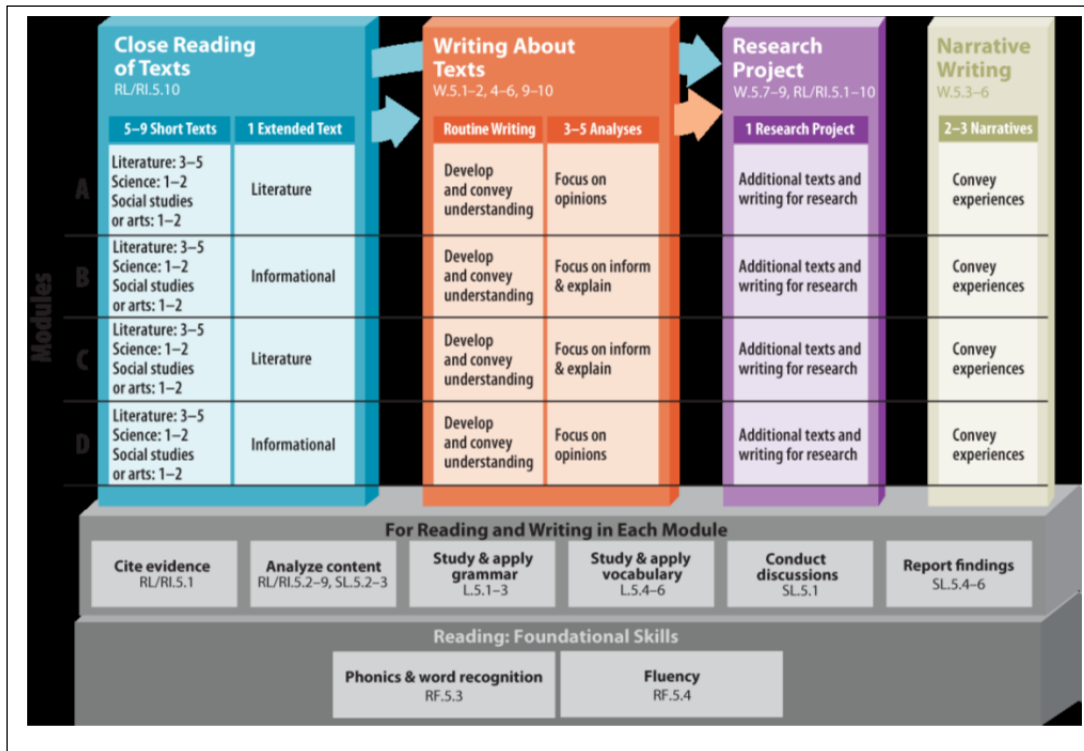 Close Reading
of Texts
RL/RI.5.10
5–9 Short Texts
1 Extended Text
Writing About
Texts
W.5.1–2, 4–6, 9–10
Routine Writing
3–5 Analyses
Research
Project
W.5.7–9, RL/RI.5.1–10
1 Research Project
Narrative
Writing
W.5.3–6
2–3 Narratives
Modules
A
Literature: 3–5
Science: 1–2
Social studies
or arts: 1–2
Literature
Develop
and convey
understanding
Focus on
opinions
Additional texts and
writing for research
Convey
experiences
B
Literature: 3–5
Science: 1–2
Social studies
or arts: 1–2
Informational
Develop
and convey
understanding
Focus on inform
& explain
Additional texts and
writing for research
Convey
experiences
C
Literature: 3–5
Science: 1–2
Social studies
or arts: 1–2
Literature
Develop
and convey
understanding
Focus on inform
& explain
Additional texts and
writing for research
Convey
experiences
D
Literature: 3–5
Science: 1–2
Social studies
or arts: 1–2
Informational
Develop
and convey
understanding
Focus on
opinions
Additional texts and
writing for research
Convey
experiences
For Reading and Writing in Each Module
Cite evidence
RL/RI.5.1
Analyze content
RL/RI.5.2–9, SL.5.2–3
Study & apply
grammar
L.5.1–3
Study & apply
vocabulary
L.5.4–6
Conduct
discussions
SL.5.1
Report findings
SL.5.4–6
Reading: Foundational Skills
Phonics & word recognition
RF.5.3
Fluency
RF.5.4